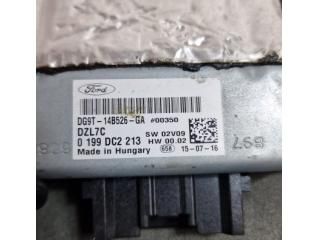 Ford
DG9T-14B526-GA #00350
DZL7C SW 02V09
0 199 DC2 213 HW 00.02
Made in Hungary 658 15-07-16